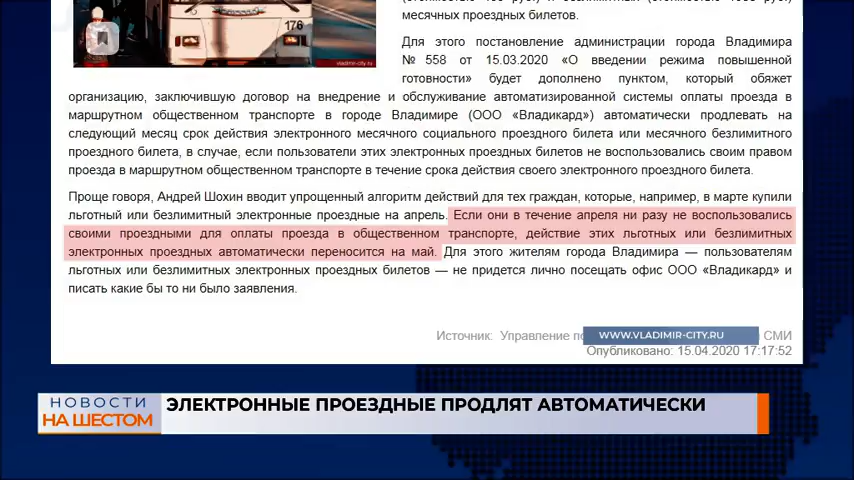 176
vladimir-city.ru
месячных проездных билетов.
Для этого постановление администрации города Владимира
№ 558 от 15.03.2020 «О введении режима повышенной
готовности» будет дополнено пунктом, который обяжет
организацию, заключившую договор на внедрение и обслуживание автоматизированной системы оплаты проезда в
маршрутном общественном транспорте в городе Владимире (ООО «Владикард») автоматически продлевать на
следующий месяц срок действия электронного месячного социального проездного билета или месячного безлимитного
проездного билета, в случае, если пользователи этих электронных проездных билетов не воспользовались своим правом
проезда в маршрутном общественном транспорте в течение срока действия своего электронного проездного билета.
Проще говоря, Андрей Шохин вводит упрощенный алгоритм действий для тех граждан, которые, например, в марте купили
льготный или безлимитный электронные проездные на апрель. Если они в течение апреля ни разу не воспользовались
своими проездными для оплаты проезда в общественном транспорте, действие этих льготных или безлимитных
электронных проездных автоматически переносится на май. Для этого жителям города Владимира — пользователям
льготных или безлимитных электронных проездных билетов — не придется лично посещать офис ООО «Владикард» и
писать какие бы то ни было заявления.
Источник: Управление по СМИ
WWW.VLADIMIR-CITY.RU
Опубликовано: 15.04.2020 17:17:52
НОВОСТИ
НА ШЕСТОМ
ЭЛЕКТРОННЫЕ ПРОЕЗДНЫЕ ПРОДЛЯТ АВТОМАТИЧЕСКИ